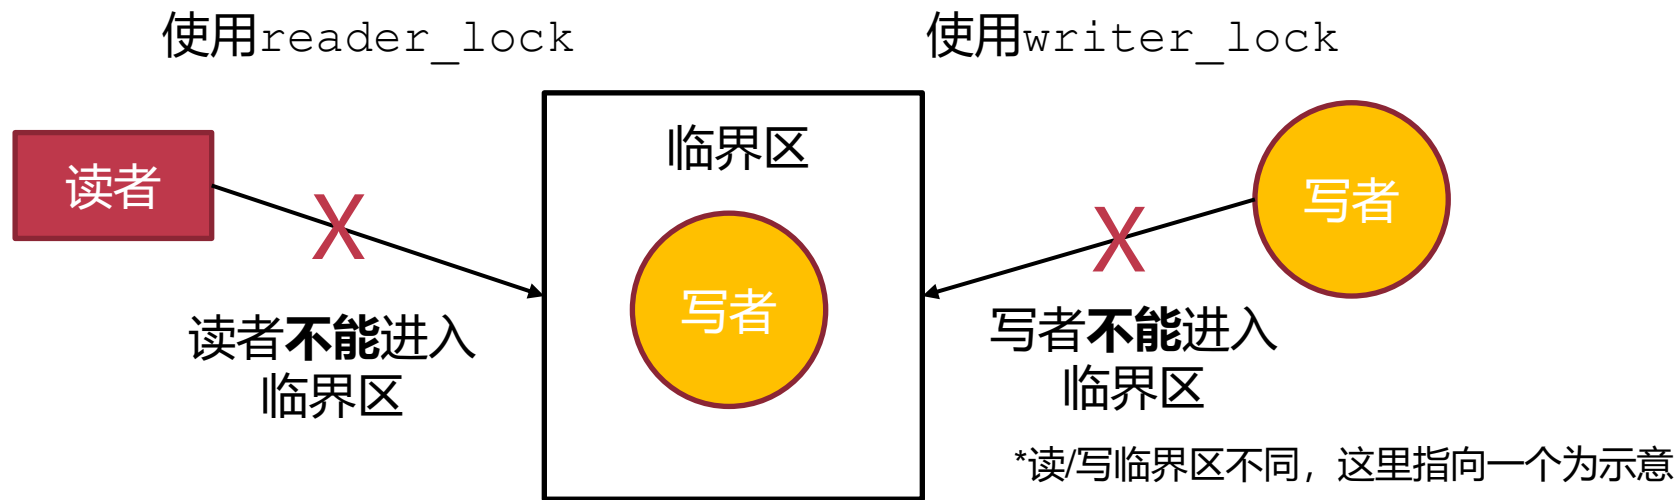 使用reader_lock
使用writer_lock
临界区
读者
X
X
写者
写者
读者不能进入
临界区
写者不能进入
临界区
*读/写临界区不同，这里指向一个为示意